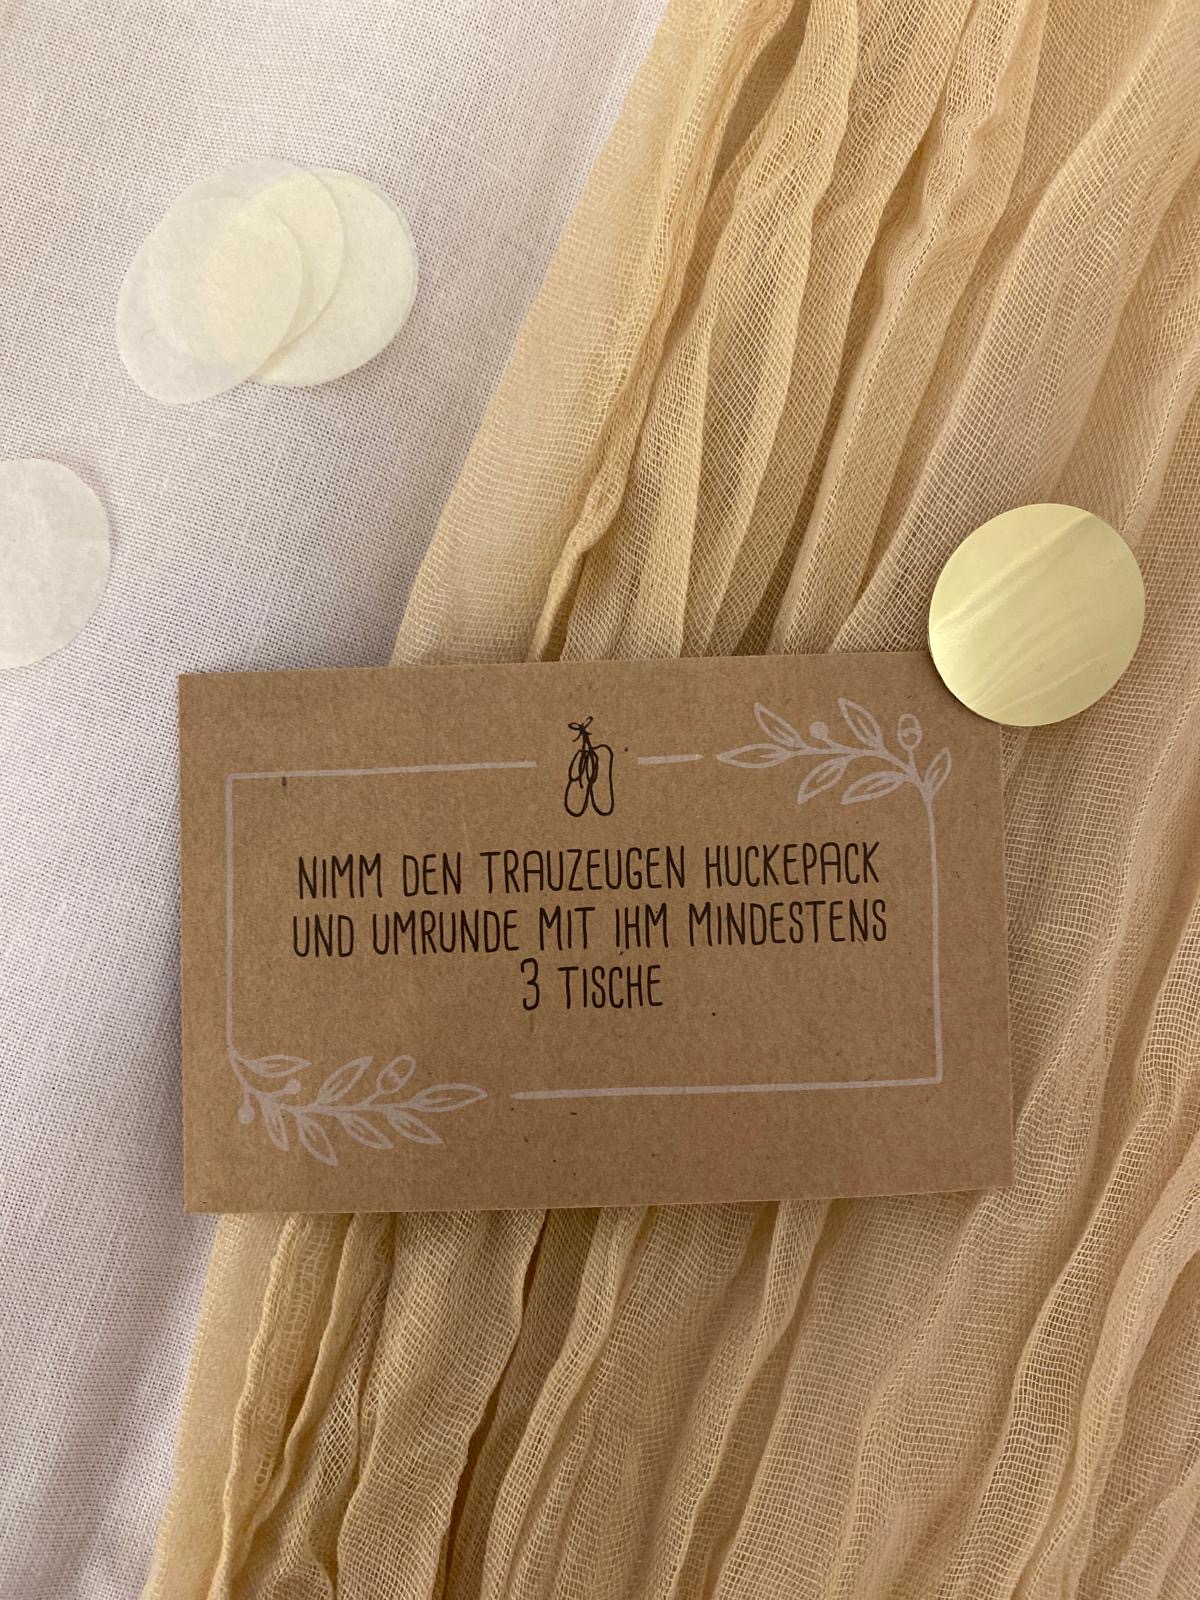 NIMM DEN TRAUZEUGEN HUCKEPACK
UND UMRUNDE MIT IHM MINDESTENS
3 TISCHE